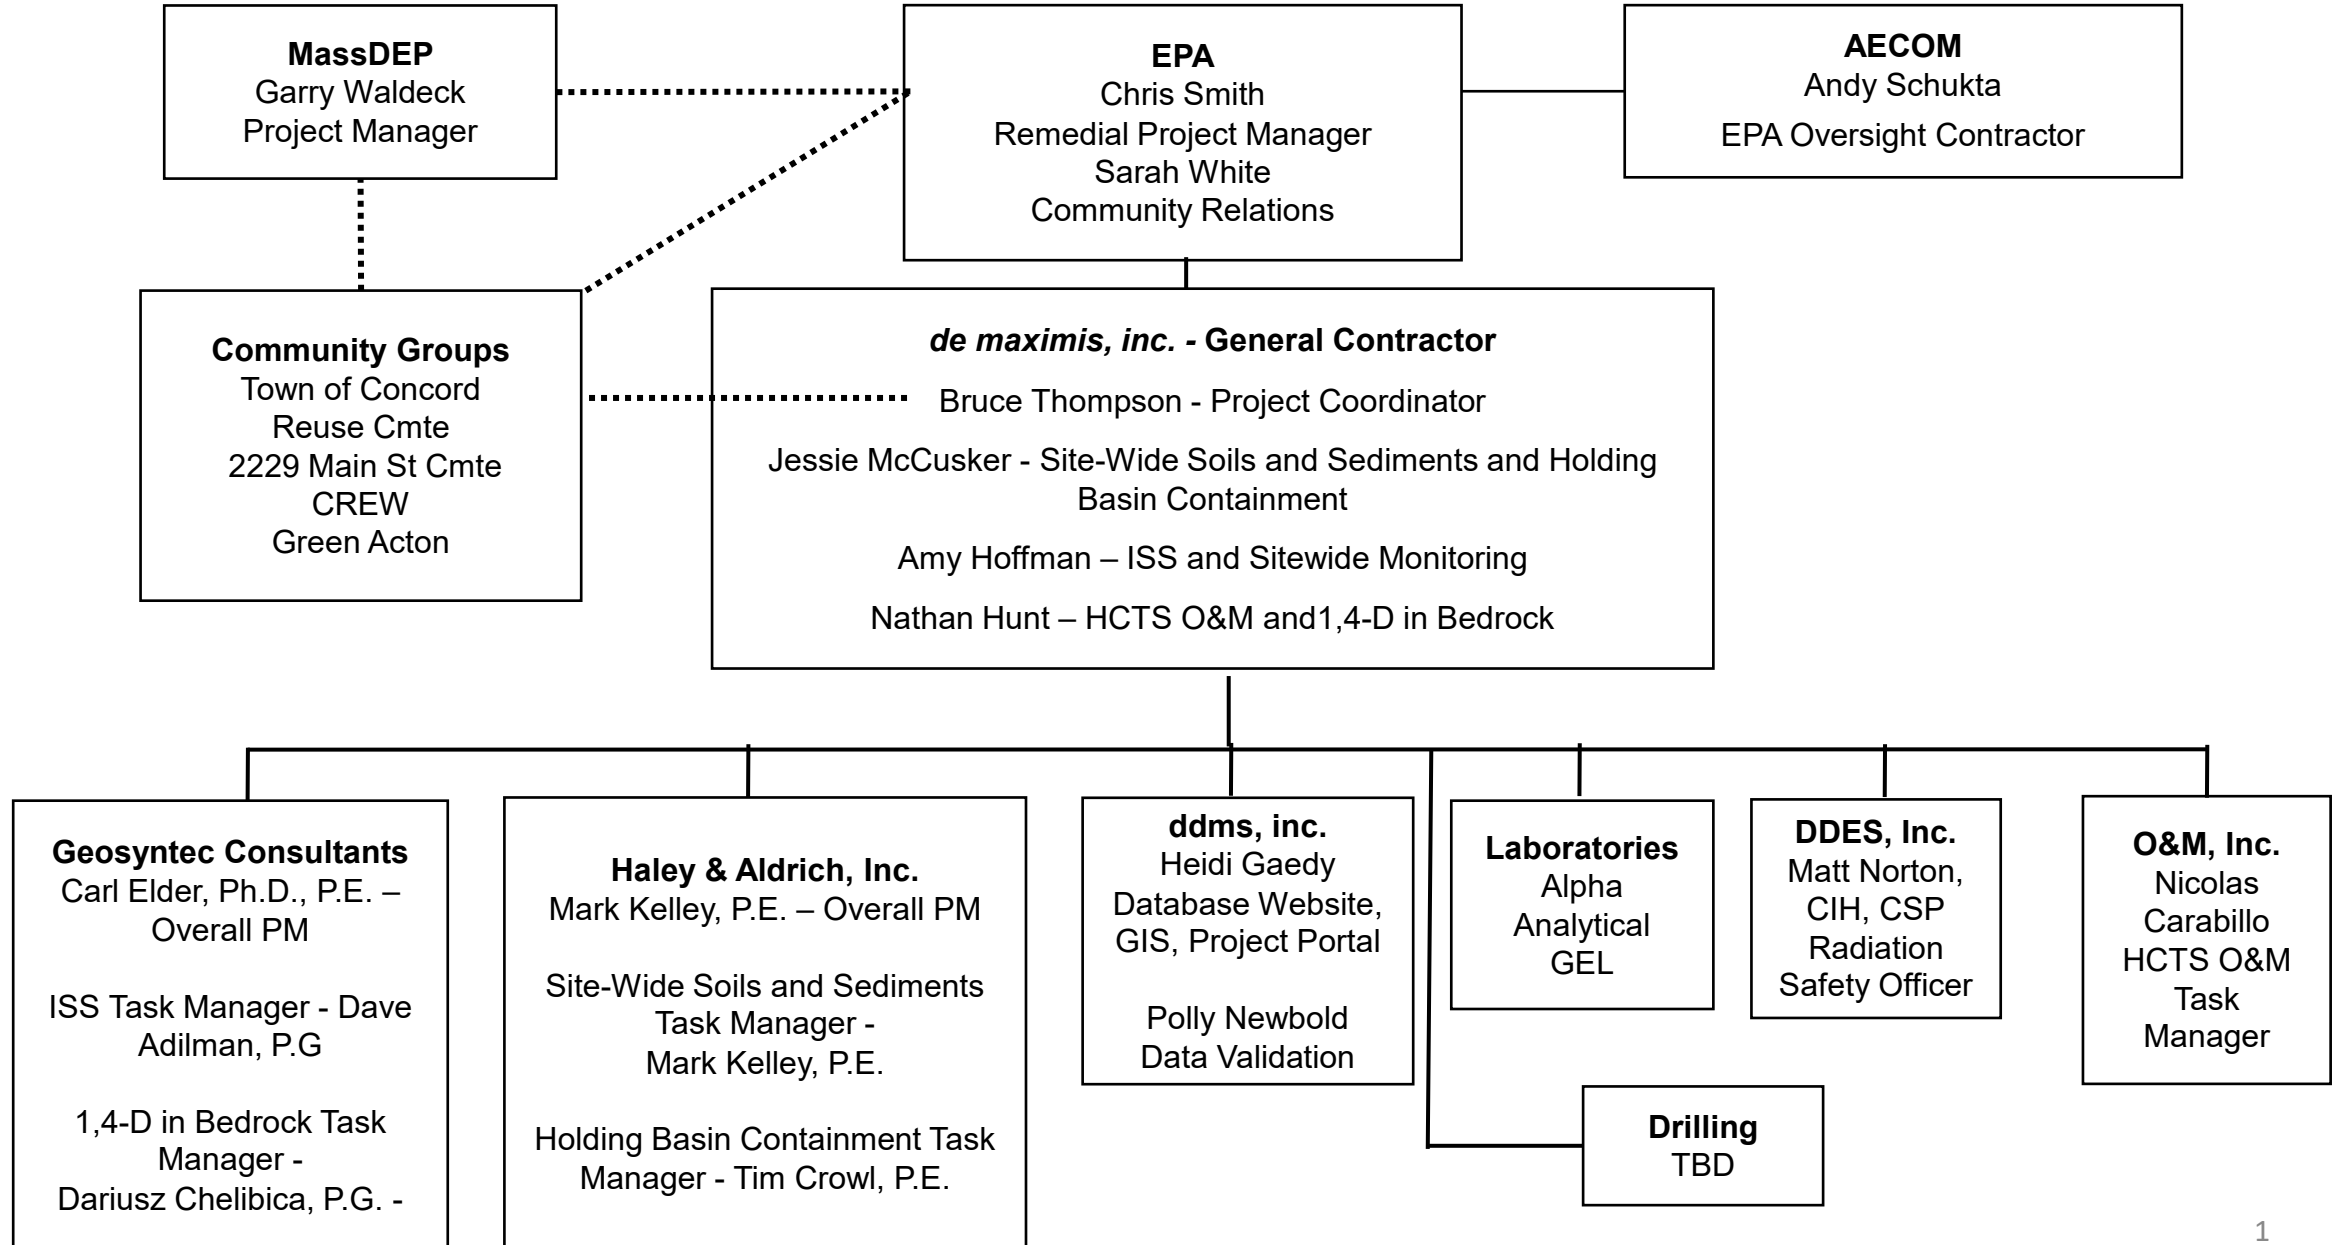 MassDEP
Garry Waldeck
Project Manager
EPA
Chris Smith
Remedial Project Manager
Sarah White
Community Relations
AECOM
Andy Schukta
EPA Oversight Contractor
Community Groups
Town of Concord
Reuse Cmte
2229 Main St Cmte
CREW
Green Acton
de maximis, inc. - General Contractor
Bruce Thompson - Project Coordinator
Jessie McCusker - Site-Wide Soils and Sediments and Holding
Basin Containment
Amy Hoffman – ISS and Sitewide Monitoring
Nathan Hunt – HCTS O&M and1,4-D in Bedrock
Geosyntec Consultants
Carl Elder, Ph.D., P.E. –
Overall PM
ISS Task Manager - Dave
Adilman, P.G
1,4-D in Bedrock Task
Manager -
Dariusz Chelibica, P.G. -
Haley & Aldrich, Inc.
Mark Kelley, P.E. – Overall PM
Site-Wide Soils and Sediments
Task Manager -
Mark Kelley, P.E.
Holding Basin Containment Task
Manager - Tim Crowl, P.E.
ddms, inc.
Heidi Gaedy
Database Website,
GIS, Project Portal
Polly Newbold
Data Validation
Laboratories
Alpha
Analytical
GEL
DDES, Inc.
Matt Norton,
CIH, CSP
Radiation
Safety Officer
O&M, Inc.
Nicolas
Carabillo
HCTS O&M
Task
Manager
Drilling
TBD
1